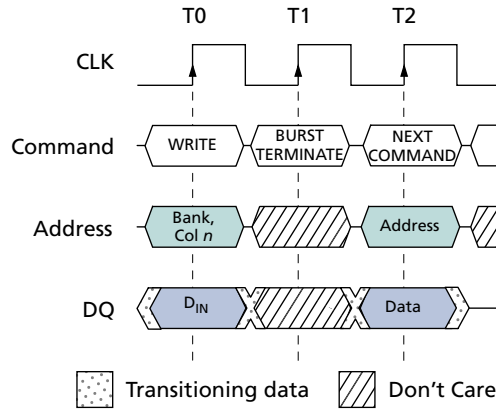 T0 T1 T2
CLK
Command WRITE BURST TERMINATE NEXT COMMAND
Address Bank, Col n Address
DQ DIN Data
Transitioning data Don't Care